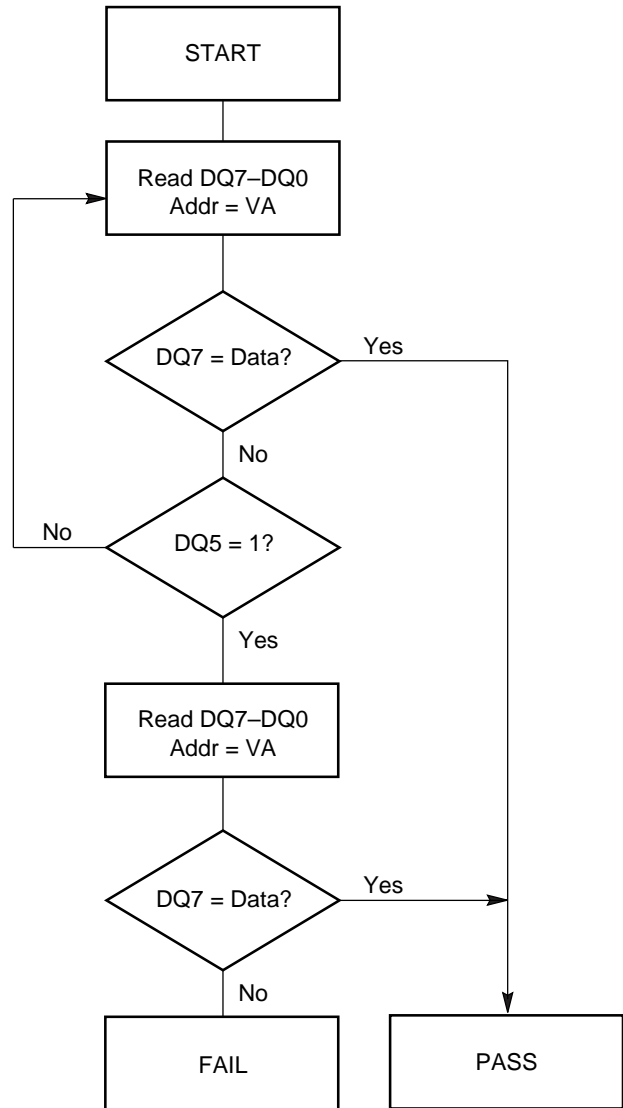 START
Read DQ7–DQ0
Addr = VA
DQ7 = Data?
Yes
No
No
DQ5 = 1?
Yes
Read DQ7–DQ0
Addr = VA
DQ7 = Data?
Yes
No
FAIL
PASS